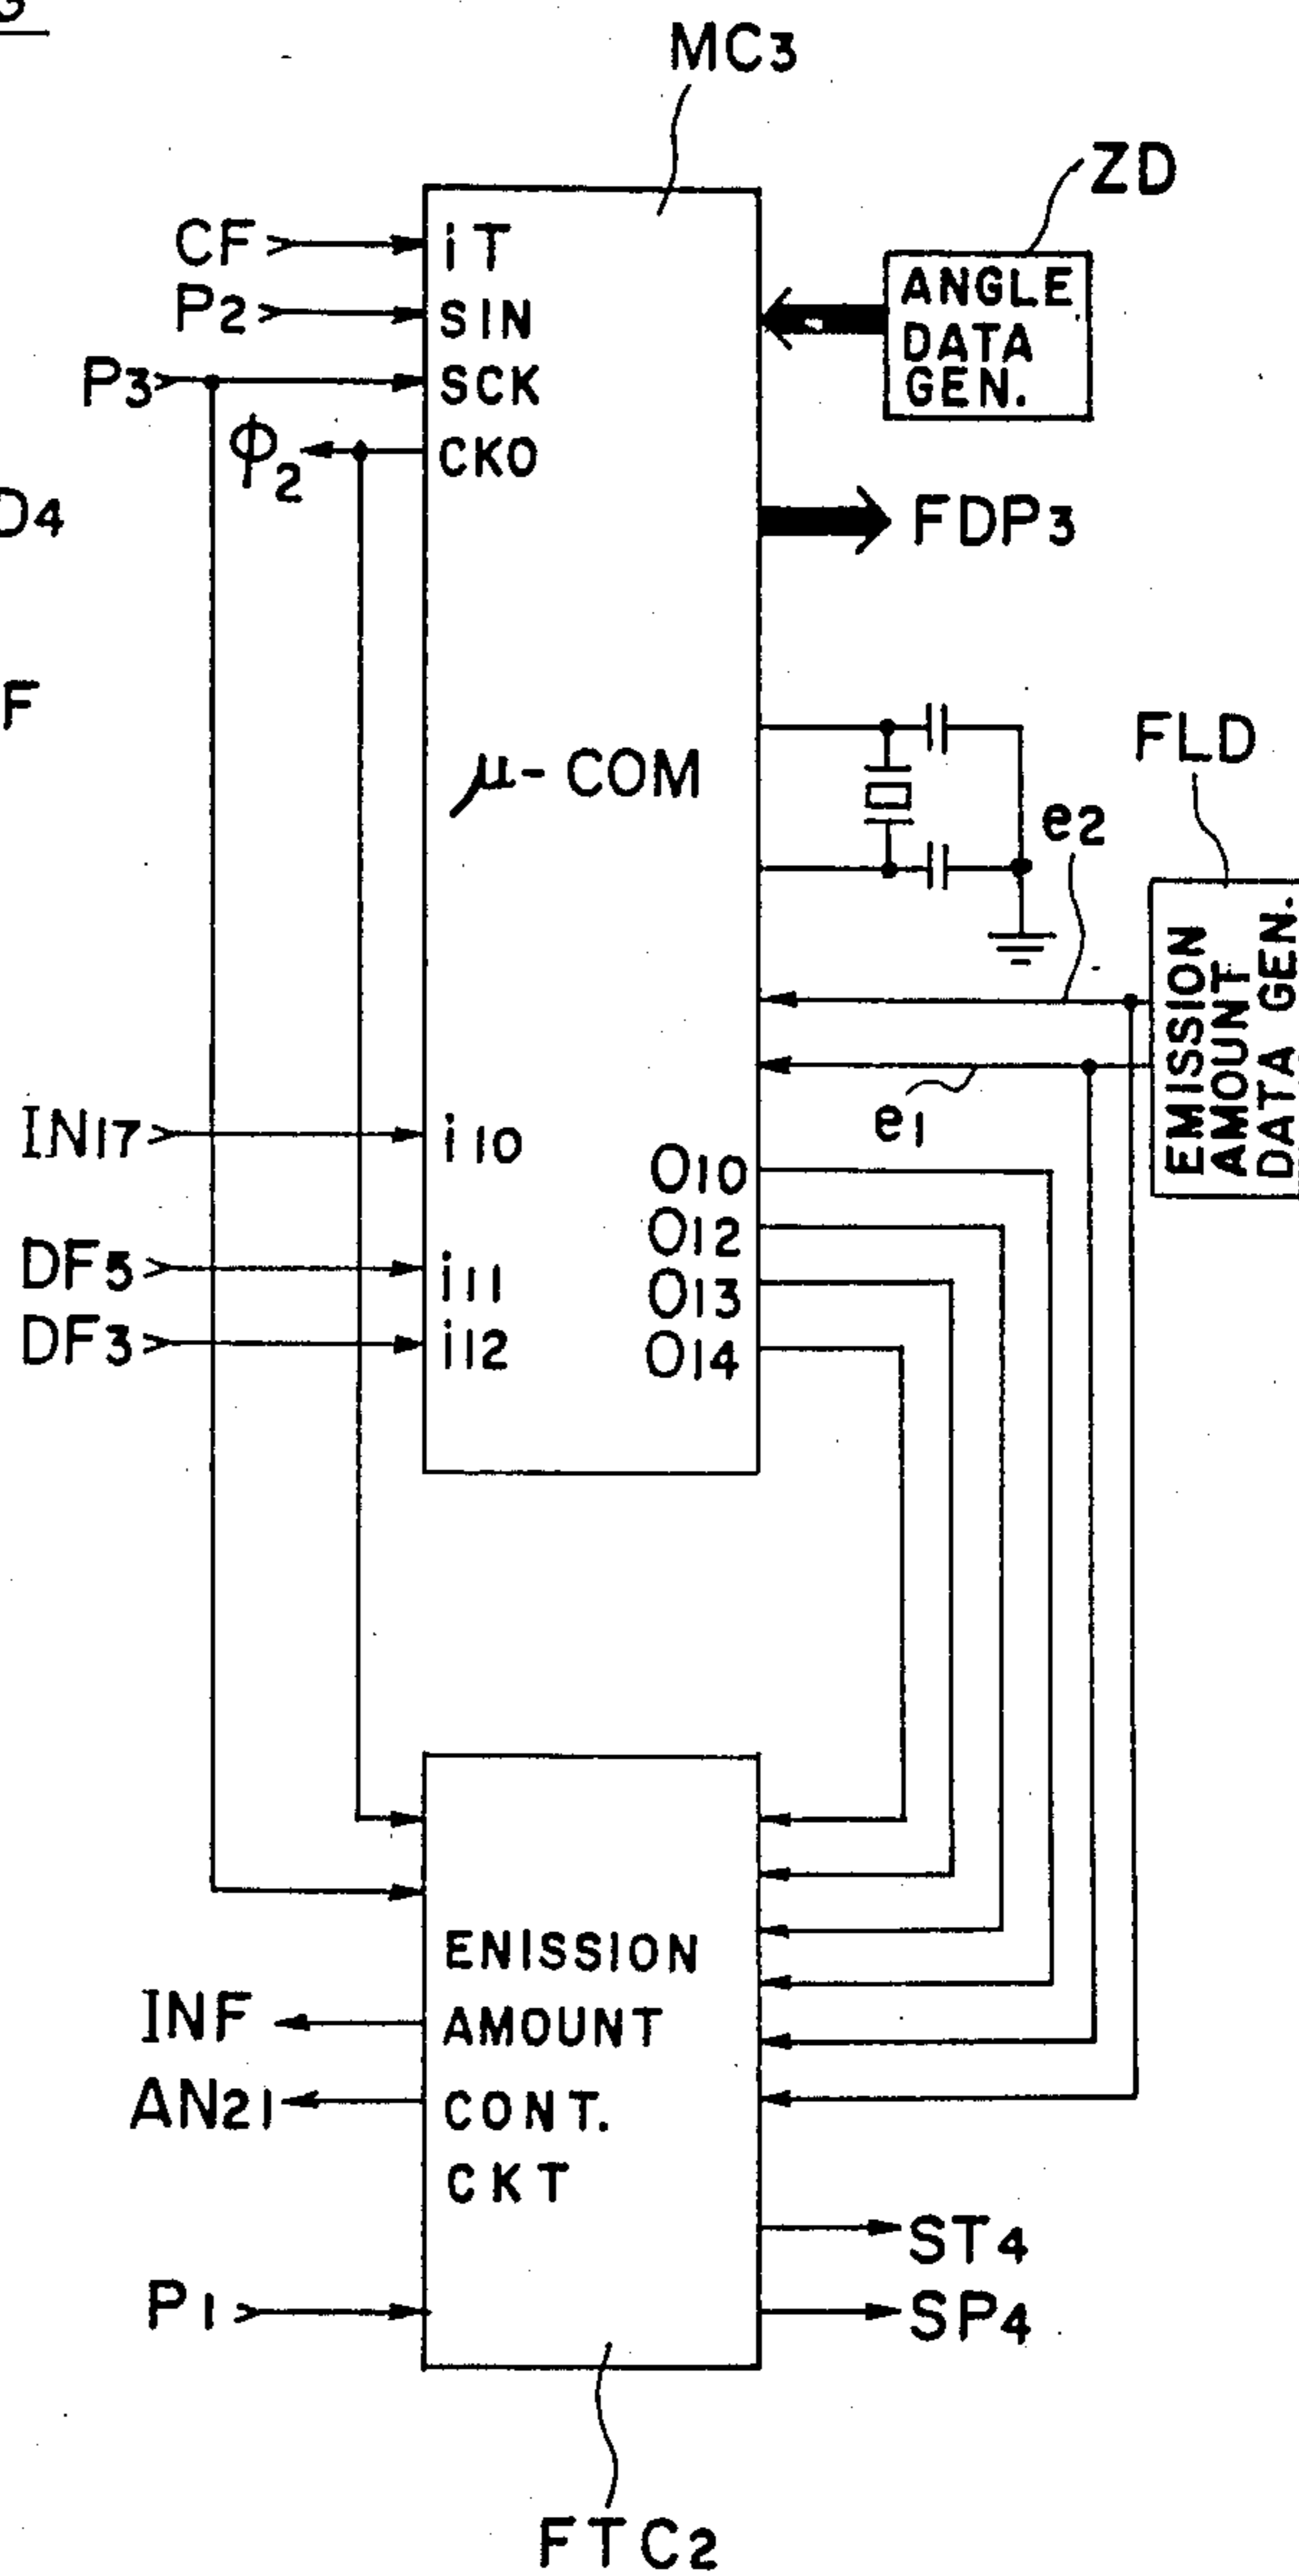 MC3
ZD
CF
iT
ANGLE
P2
SIN
DATA
P3
SCK
GEN.
ϕ2
CKO
D4
FDP3
F
FLD
μ-COM
e2
EMISSION
AMOUNT
DATA GEN.
e1
IN17
i10
O10
O12
DF5
i11
O13
DF3
i12
O14
ENISSION
INF
AMOUNT
AN21
CONT.
CKT
ST4
P1
SP4
FTC2